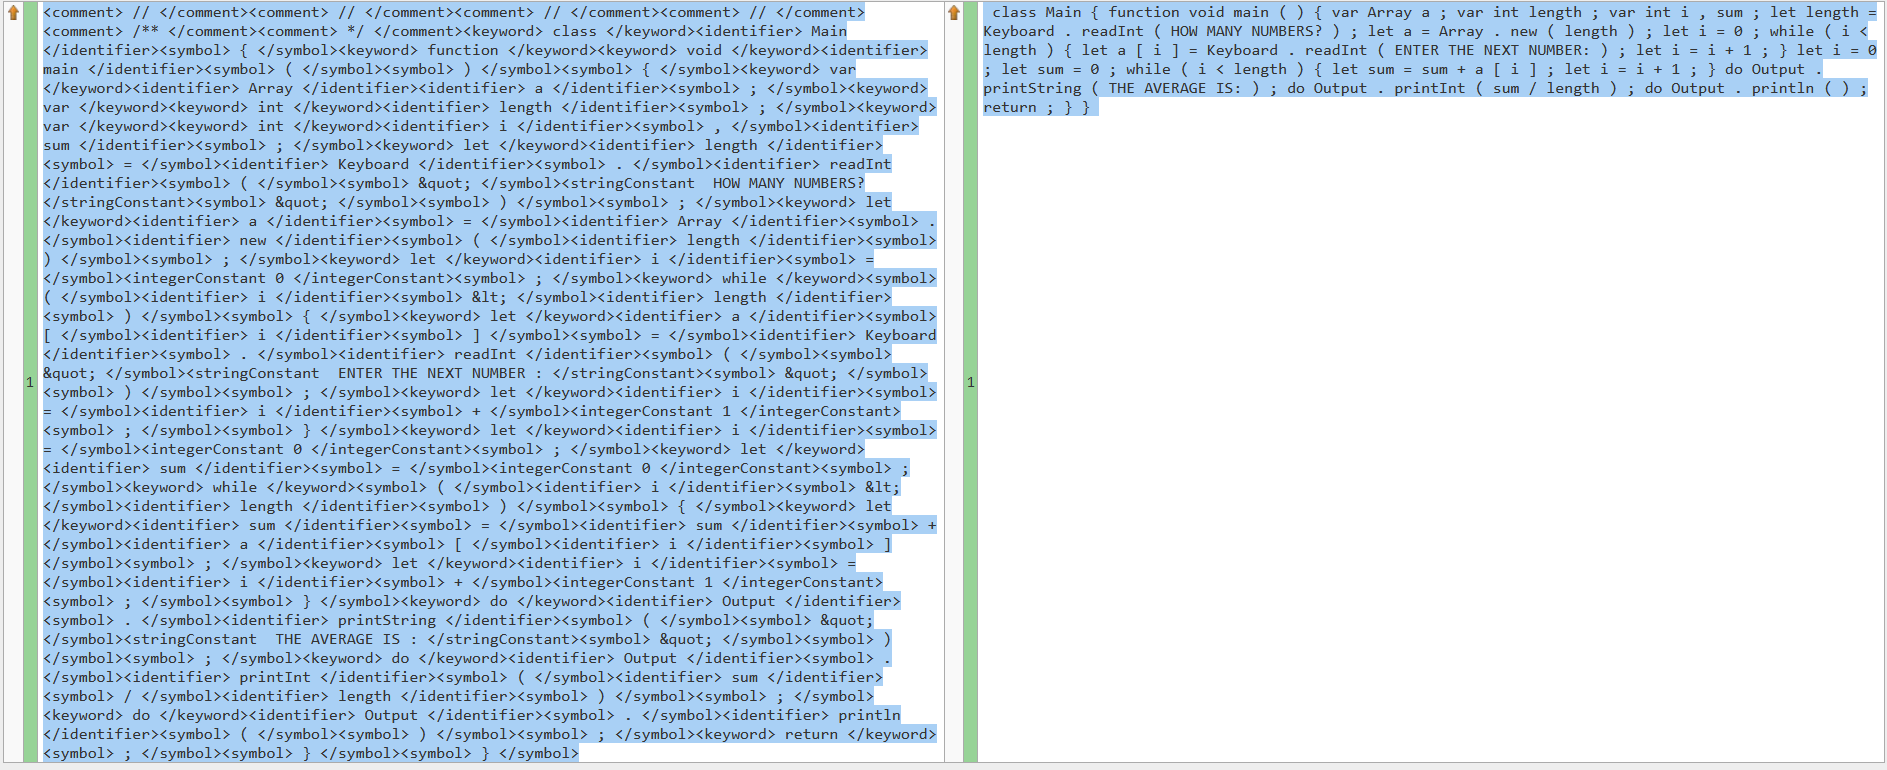 <comment> // </comment><comment> // </comment><comment> // </comment><comment> // </comment>
<comment> /** </comment><comment> */ </comment><keyword> class </keyword><identifier> Main
</identifier><symbol> { </symbol><keyword> function </keyword><keyword> void </keyword><identifier>
main </identifier><symbol> ( </symbol><symbol> ) </symbol><symbol> { </symbol><keyword> var
</keyword><identifier> Array </identifier><identifier> a </identifier><symbol> ; </symbol><keyword>
var </keyword><keyword> int </keyword><identifier> length </identifier><symbol> ; </symbol><keyword>
var </keyword><keyword> int </keyword><identifier> i </identifier><symbol> , </symbol><identifier>
sum </identifier><symbol> ; </symbol><keyword> let </keyword><identifier> length </identifier>
<symbol> = </symbol><identifier> Keyboard </identifier><symbol> . </symbol><identifier> readInt
</identifier><symbol> ( </symbol><symbol> &quot; </symbol><stringConstant  HOW MANY NUMBERS?
</stringConstant><symbol> &quot; </symbol><symbol> ) </symbol><symbol> ; </symbol><keyword> let
</keyword><identifier> a </identifier><symbol> = </symbol><identifier> Array </identifier><symbol> .
</symbol><identifier> new </identifier><symbol> ( </symbol><identifier> length </identifier><symbol>
) </symbol><symbol> ; </symbol><keyword> let </keyword><identifier> i </identifier><symbol> =
</symbol><integerConstant 0 </integerConstant><symbol> ; </symbol><keyword> while </keyword><symbol>
( </symbol><identifier> i </identifier><symbol> &lt; </symbol><identifier> length </identifier>
<symbol> ) </symbol><symbol> { </symbol><keyword> let </keyword><identifier> a </identifier><symbol>
[ </symbol><identifier> i </identifier><symbol> ] </symbol><symbol> = </symbol><identifier> Keyboard
</identifier><symbol> . </symbol><identifier> readInt </identifier><symbol> ( </symbol><symbol>
&quot; </symbol><stringConstant  ENTER THE NEXT NUMBER : </stringConstant><symbol> &quot; </symbol>
1
<symbol> ) </symbol><symbol> ; </symbol><keyword> let </keyword><identifier> i </identifier><symbol>
= </symbol><identifier> i </identifier><symbol> + </symbol><integerConstant 1 </integerConstant>
<symbol> ; </symbol><symbol> } </symbol><keyword> let </keyword><identifier> i </identifier><symbol>
= </symbol><integerConstant 0 </integerConstant><symbol> ; </symbol><keyword> let </keyword>
<identifier> sum </identifier><symbol> = </symbol><integerConstant 0 </integerConstant><symbol> ;
</symbol><keyword> while </keyword><symbol> ( </symbol><identifier> i </identifier><symbol> &lt;
</symbol><identifier> length </identifier><symbol> ) </symbol><symbol> { </symbol><keyword> let
</keyword><identifier> sum </identifier><symbol> = </symbol><identifier> sum </identifier><symbol> +
</symbol><identifier> a </identifier><symbol> [ </symbol><identifier> i </identifier><symbol> ]
</symbol><symbol> ; </symbol><keyword> let </keyword><identifier> i </identifier><symbol> =
</symbol><identifier> i </identifier><symbol> + </symbol><integerConstant 1 </integerConstant>
<symbol> ; </symbol><symbol> } </symbol><keyword> do </keyword><identifier> Output </identifier>
<symbol> . </symbol><identifier> printString </identifier><symbol> ( </symbol><symbol> &quot;
</symbol><stringConstant  THE AVERAGE IS : </stringConstant><symbol> &quot; </symbol><symbol> )
</symbol><symbol> ; </symbol><keyword> do </keyword><identifier> Output </identifier><symbol> .
</symbol><identifier> printInt </identifier><symbol> ( </symbol><identifier> sum </identifier>
<symbol> / </symbol><identifier> length </identifier><symbol> ) </symbol><symbol> ; </symbol>
<keyword> do </keyword><identifier> Output </identifier><symbol> . </symbol><identifier> println
</identifier><symbol> ( </symbol><symbol> ) </symbol><symbol> ; </symbol><keyword> return </keyword>
<symbol> ; </symbol><symbol> } </symbol><symbol> } </symbol>
class Main { function void main ( ) { var Array a ; var int length ; var int i , sum ; let length =
Keyboard . readInt ( HOW MANY NUMBERS? ) ; let a = Array . new ( length ) ; let i = 0 ; while ( i <
length ) { let a [ i ] = Keyboard . readInt ( ENTER THE NEXT NUMBER: ) ; let i = i + 1 ; } let i = 0
; let sum = 0 ; while ( i < length ) { let sum = sum + a [ i ] ; let i = i + 1 ; } do Output .
printString ( THE AVERAGE IS: ) ; do Output . printInt ( sum / length ) ; do Output . println ( ) ;
return ; } }
1